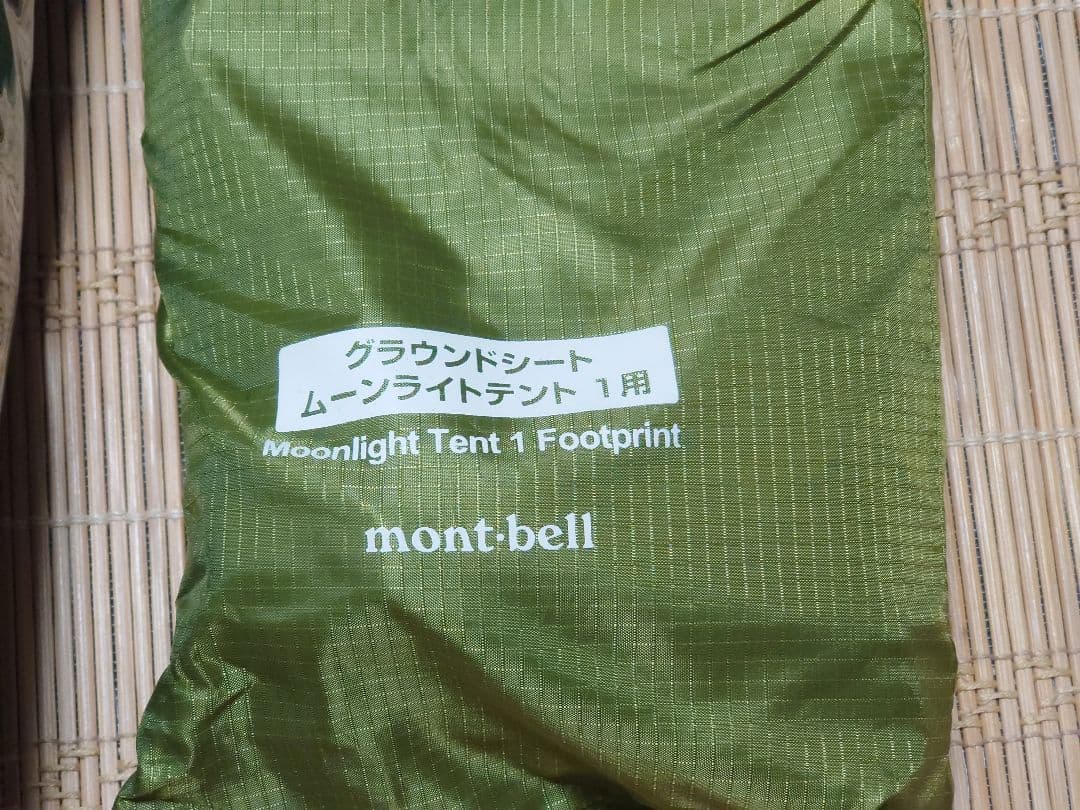 グラウンドシート
ムーンライトテント 1用
Moonlight Tent 1 Footprint
mont·bell